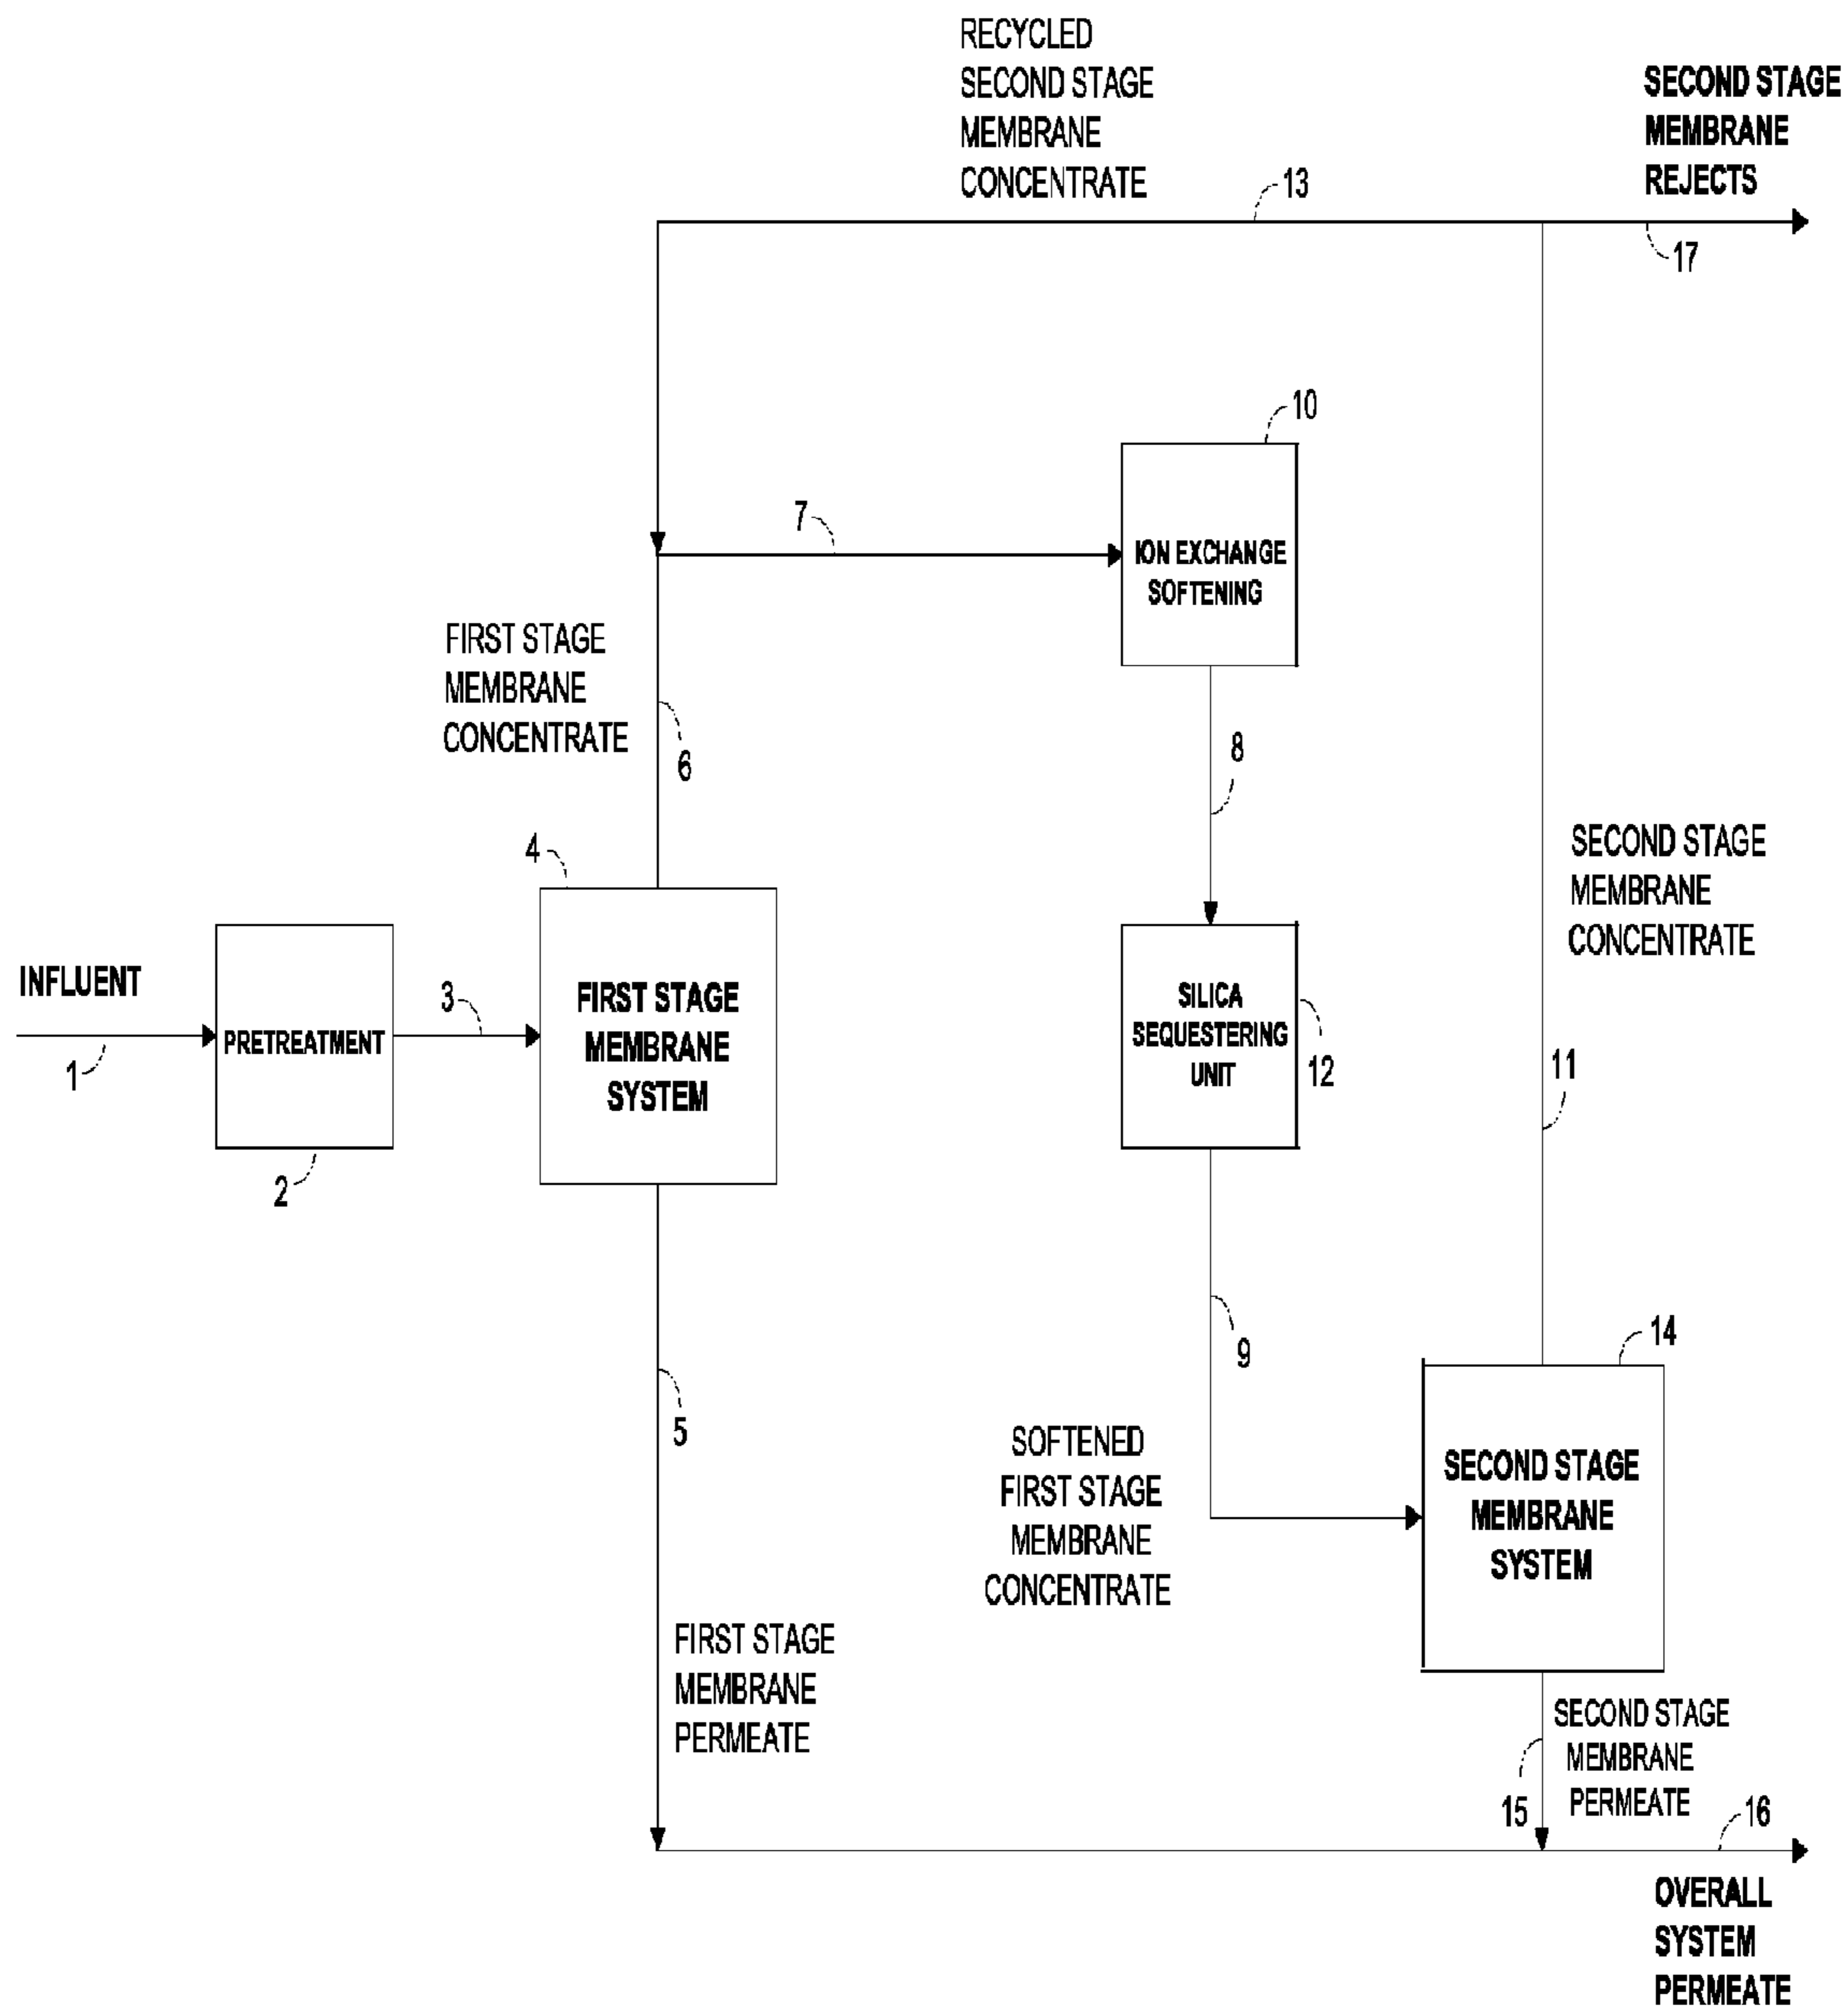 RECYCLED
SECOND STAGE
MEMBRANE
CONCENTRATE
13
SECOND STAGE
MEMBRANE
REJECTS
17
10
ION EXCHANGE
SOFTENING
7
FIRST STAGE
MEMBRANE
CONCENTRATE
6
8
4
SECOND STAGE
MEMBRANE
CONCENTRATE
INFLUENT
1
PRETREATMENT
2
3
FIRST STAGE
MEMBRANE
SYSTEM
SILICA
SEQUESTERING
UNIT
12
11
9
14
5
SOFTENED
FIRST STAGE
MEMBRANE
CONCENTRATE
SECOND STAGE
MEMBRANE
SYSTEM
FIRST STAGE
MEMBRANE
PERMEATE
SECOND STAGE
MEMBRANE
PERMEATE
15
16
OVERALL
SYSTEM
PERMEATE